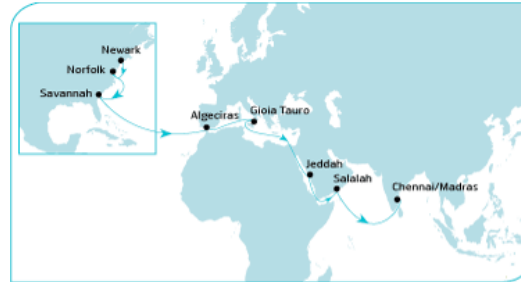 Newark
Norfolk
Savannah
Algeciras
Gioia Tauro
Jeddah
Salalah
Chennai/Madras